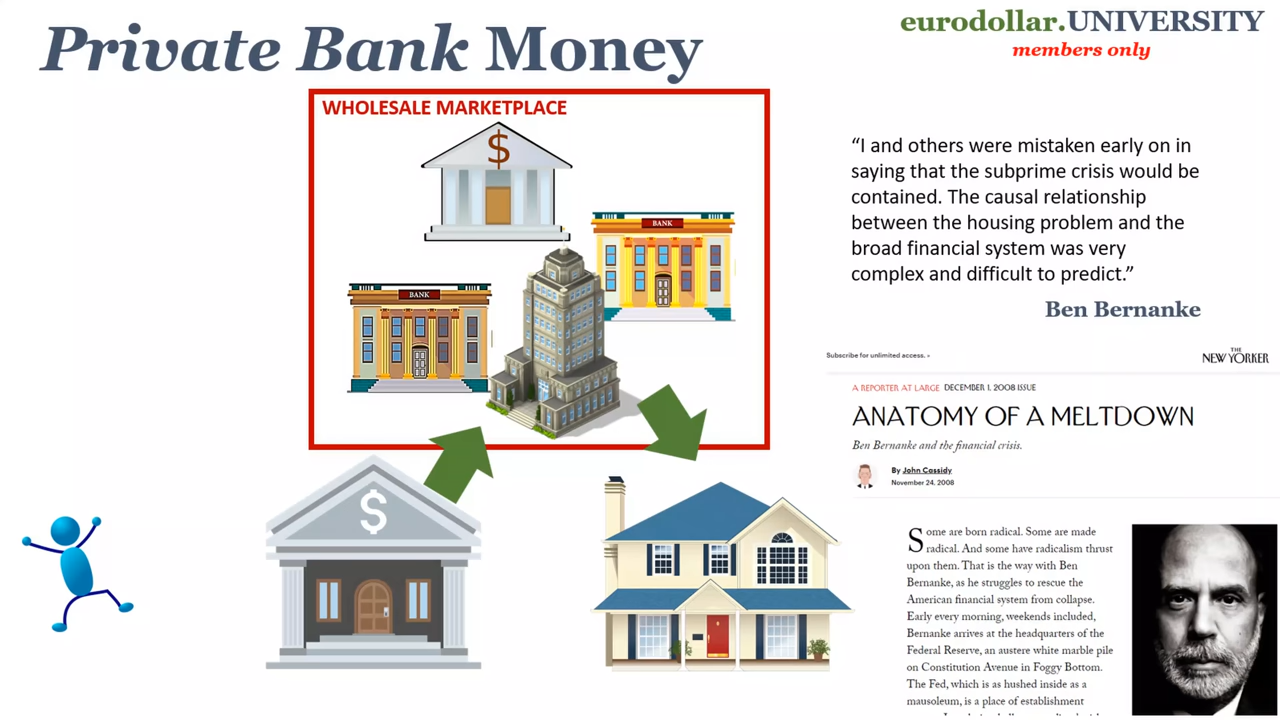 Private Bank Money
eurodollar.UNIVERSITY
members only
WHOLESALE MARKETPLACE
$
BANK
BANK
$
“I and others were mistaken early on in
saying that the subprime crisis would be
contained. The causal relationship
between the housing problem and the
broad financial system was very
complex and difficult to predict.”
Ben Bernanke
Subscribe for unlimited access. >
THE
NEW YORKER
A REPORTER AT LARGE DECEMBER 1, 2008 ISSUE
ANATOMY OF A MELTDOWN
Ben Bernanke and the financial crisis.
By John Cassidy
November 24, 2008
Some are born radical. Some are made
radical. And some have radicalism thrust
upon them. That is the way with Ben
Bernanke, as he struggles to rescue the
American financial system from collapse.
Early every morning, weekends included,
Bernanke arrives at the headquarters of the
Federal Reserve, an austere white marble pile
on Constitution Avenue in Foggy Bottom.
The Fed, which is as hushed inside as a
mausoleum, is a place of establishment